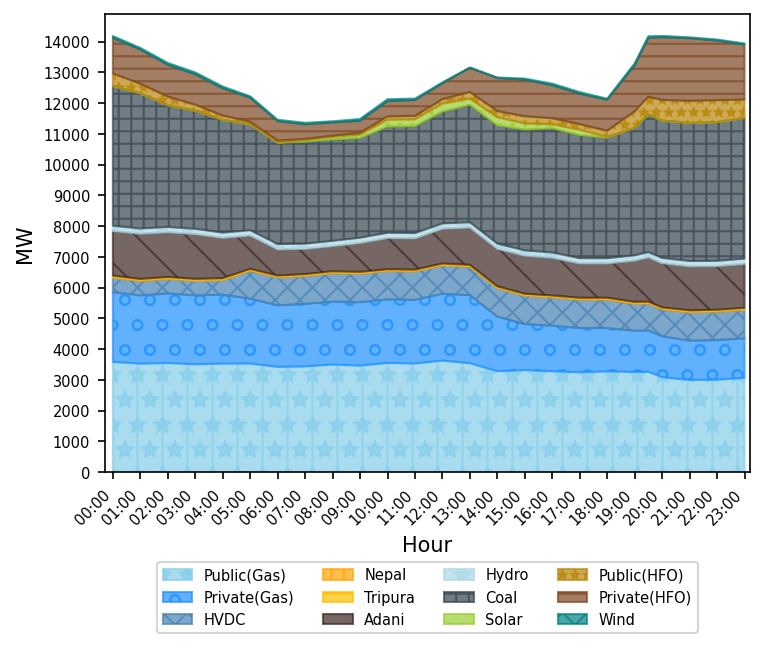 MW
14000
13000
12000
11000
10000
9000
8000
7000
6000
5000
4000
3000
2000
1000
0
00:00 01:00 02:00 03:00 04:00 05:00 06:00 07:00 08:00 09:00 10:00 11:00 12:00 13:00 14:00 15:00 16:00 17:00 18:00 19:00 20:00 21:00 22:00 23:00
Hour
Public(Gas) Nepal Hydro Public(HFO)
Private(Gas) Tripura Coal Private(HFO)
HVDC Adani Solar Wind